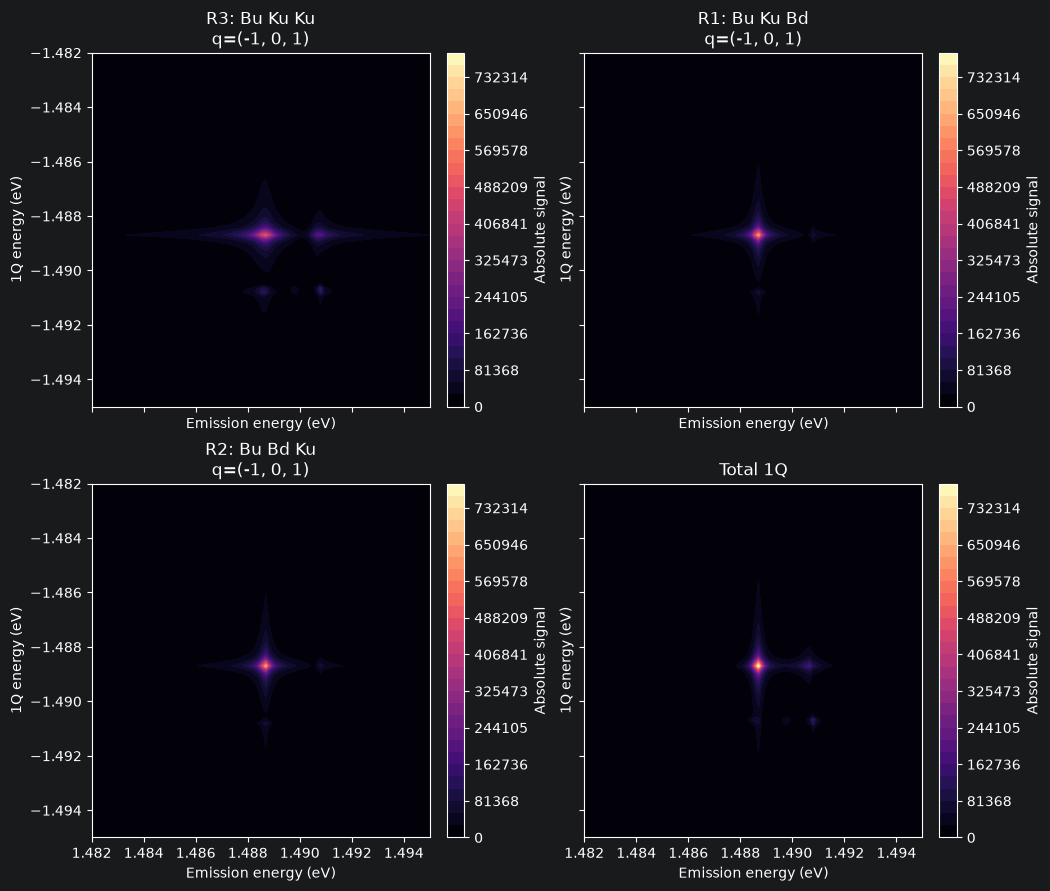 R3: Bu Ku Ku
q=(-1, 0, 1)
−1.482
−1.484
−1.486
−1.488
−1.490
−1.492
−1.494
1Q energy (eV)
Emission energy (eV)
732314
650946
569578
488209
406841
325473
244105
162736
81368
0
Absolute signal
R1: Bu Ku Bd
q=(-1, 0, 1)
1Q energy (eV)
Emission energy (eV)
732314
650946
569578
488209
406841
325473
244105
162736
81368
0
Absolute signal
R2: Bu Bd Ku
q=(-1, 0, 1)
−1.482
−1.484
−1.486
−1.488
−1.490
−1.492
−1.494
1Q energy (eV)
1.482 1.484 1.486 1.488 1.490 1.492 1.494
Emission energy (eV)
732314
650946
569578
488209
406841
325473
244105
162736
81368
0
Absolute signal
Total 1Q
1Q energy (eV)
1.482 1.484 1.486 1.488 1.490 1.492 1.494
Emission energy (eV)
732314
650946
569578
488209
406841
325473
244105
162736
81368
0
Absolute signal